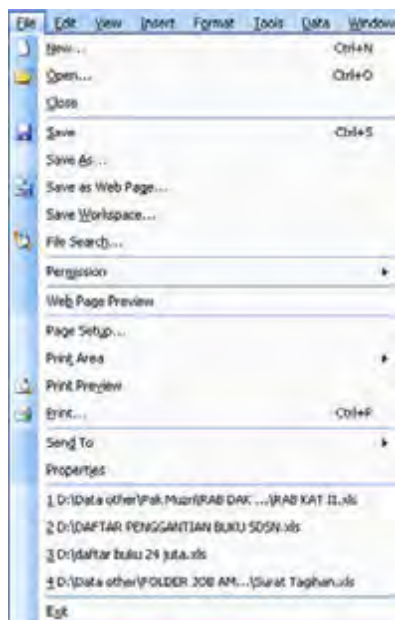 File Edit View Insert Format Tools Data Window
New... Ctrl+N
Open... Ctrl+O
Close
Save Ctrl+S
Save As...
Save as Web Page...
Save Workspace...
File Search...
Permission
Web Page Preview
Page Setup...
Print Area
Print Preview
Print... Ctrl+P
Send To
Properties
1 D:\Data other\Pak Muzri\RAB DAK ...\RAB KAT II.xls
2 D:\DAFTAR PENGGANTIAN BUKU SDSN.xls
3 D:\daftar buku 24 juta.xls
4 D:\Data other\FOLDER JOB AM...\Surat Tagihan.xls
Exit